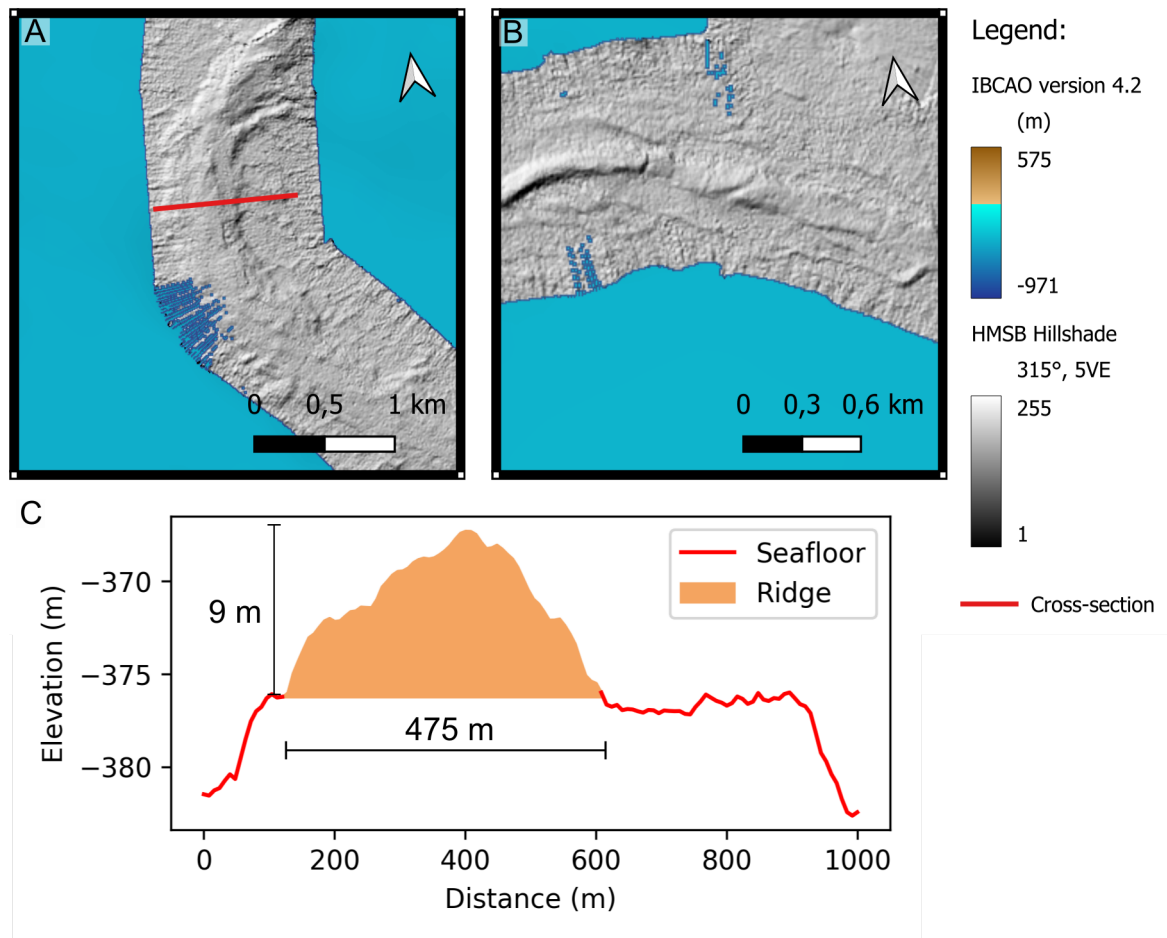 A
0 0,5 1 km
B
0 0,3 0,6 km
Legend:
IBCAO version 4.2
(m)
575
-971
HMSB Hillshade
315°, 5VE
255
1
Cross-section
C
Seafloor
Ridge
9 m
475 m
−370
−375
−380
Elevation (m)
0 200 400 600 800 1000
Distance (m)